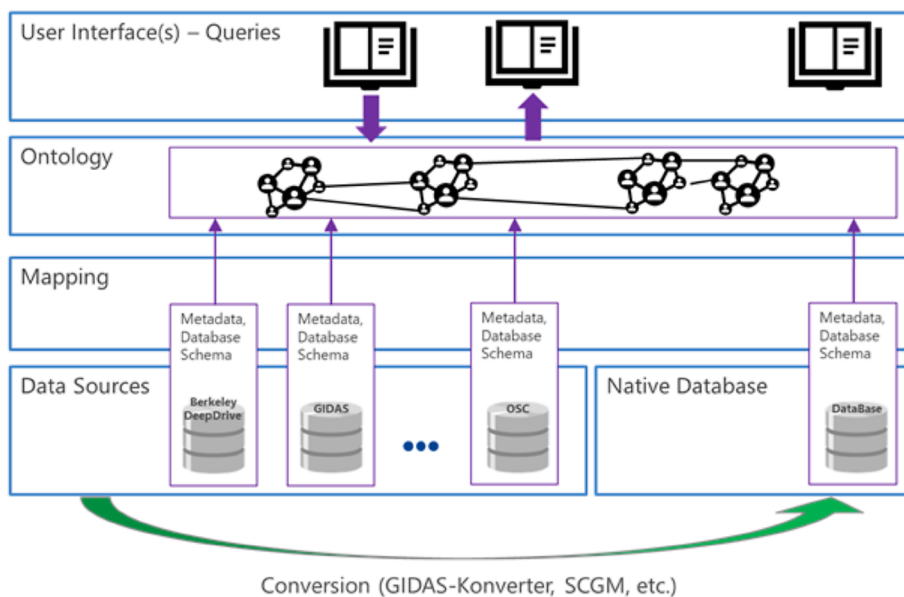 User Interface(s) – Queries
Ontology
Mapping
Metadata,
Database
Schema
Metadata,
Database
Schema
Metadata,
Database
Schema
Metadata,
Database
Schema
Data Sources
Native Database
Berkeley
DeepDrive
GIDAS
OSC
DataBase
Conversion (GIDAS-Konverter, SCGM, etc.)